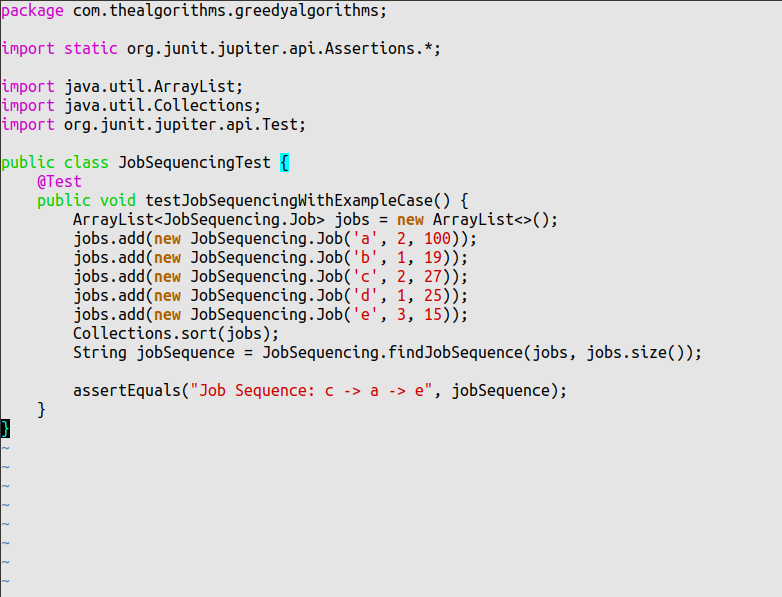 package com.thealgorithms.greedyalgorithms;

import static org.junit.jupiter.api.Assertions.*;

import java.util.ArrayList;
import java.util.Collections;
import org.junit.jupiter.api.Test;

public class JobSequencingTest {
    @Test
    public void testJobSequencingWithExampleCase() {
        ArrayList<JobSequencing.Job> jobs = new ArrayList<>();
        jobs.add(new JobSequencing.Job('a', 2, 100));
        jobs.add(new JobSequencing.Job('b', 1, 19));
        jobs.add(new JobSequencing.Job('c', 2, 27));
        jobs.add(new JobSequencing.Job('d', 1, 25));
        jobs.add(new JobSequencing.Job('e', 3, 15));
        Collections.sort(jobs);
        String jobSequence = JobSequencing.findJobSequence(jobs, jobs.size());

        assertEquals("Job Sequence: c -> a -> e", jobSequence);
    }
}
~
~
~
~
~
~
~
~